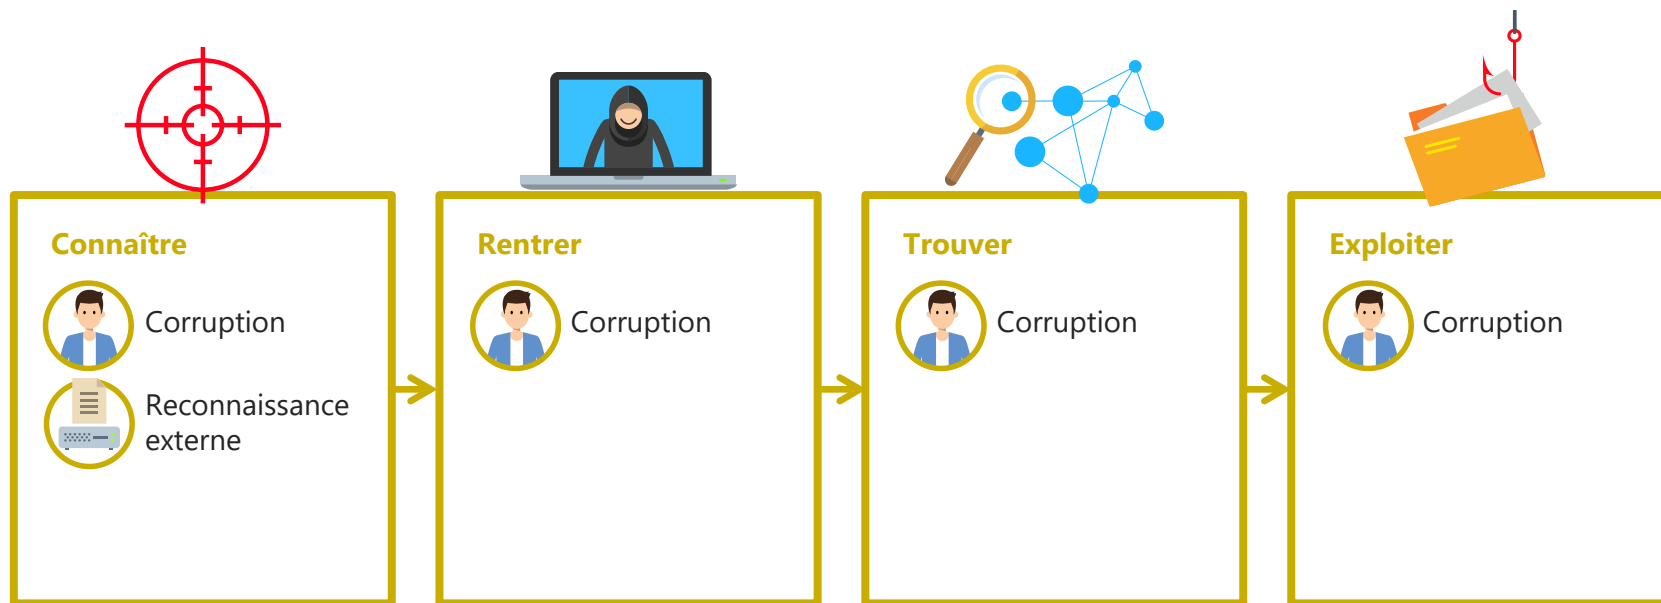 Connaître
Corruption
Reconnaissance
externe
Rentrer
Corruption
Trouver
Corruption
Exploiter
Corruption